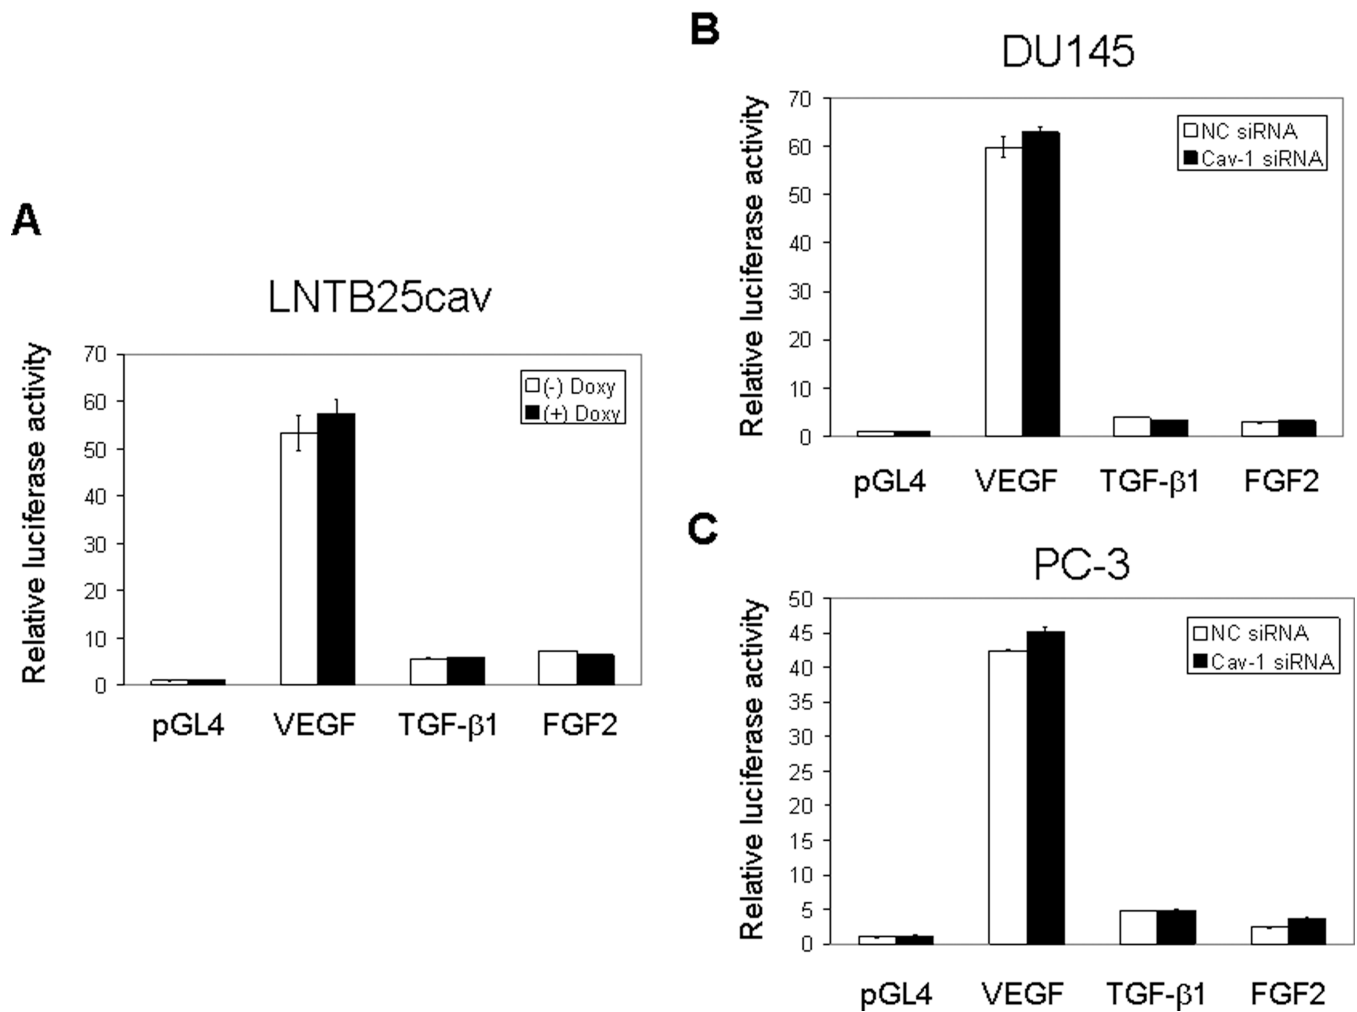 A
LNTB25cav
Relative luciferase activity
70
60
50
40
30
20
10
0
(-) Doxy
(+) Doxy
pGL4 VEGF TGF-β1 FGF2
B
DU145
Relative luciferase activity
70
60
50
40
30
20
10
0
NC siRNA
Cav-1 siRNA
pGL4 VEGF TGF-β1 FGF2
C
PC-3
Relative luciferase activity
50
45
40
35
30
25
20
15
10
5
0
NC siRNA
Cav-1 siRNA
pGL4 VEGF TGF-β1 FGF2